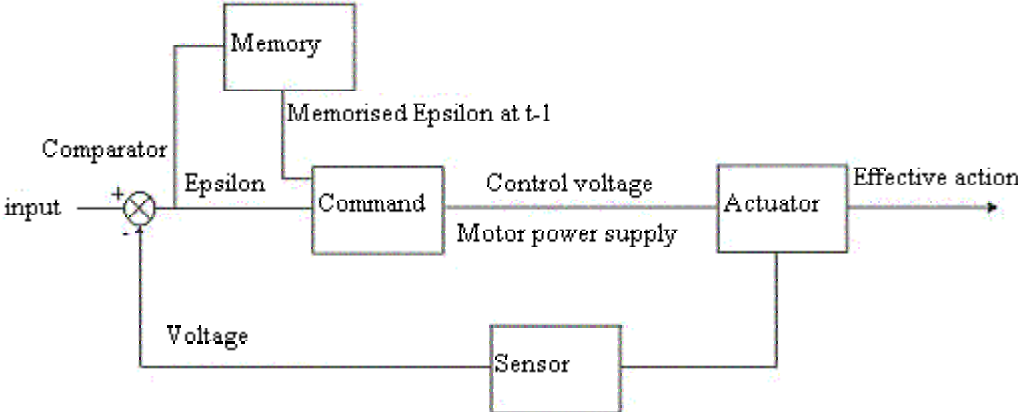 Memory
Memorised Epsilon at t-1
Comparator
Epsilon
+
input
-
Command
Control voltage
Motor power supply
Actuator
Effective action
Voltage
Sensor